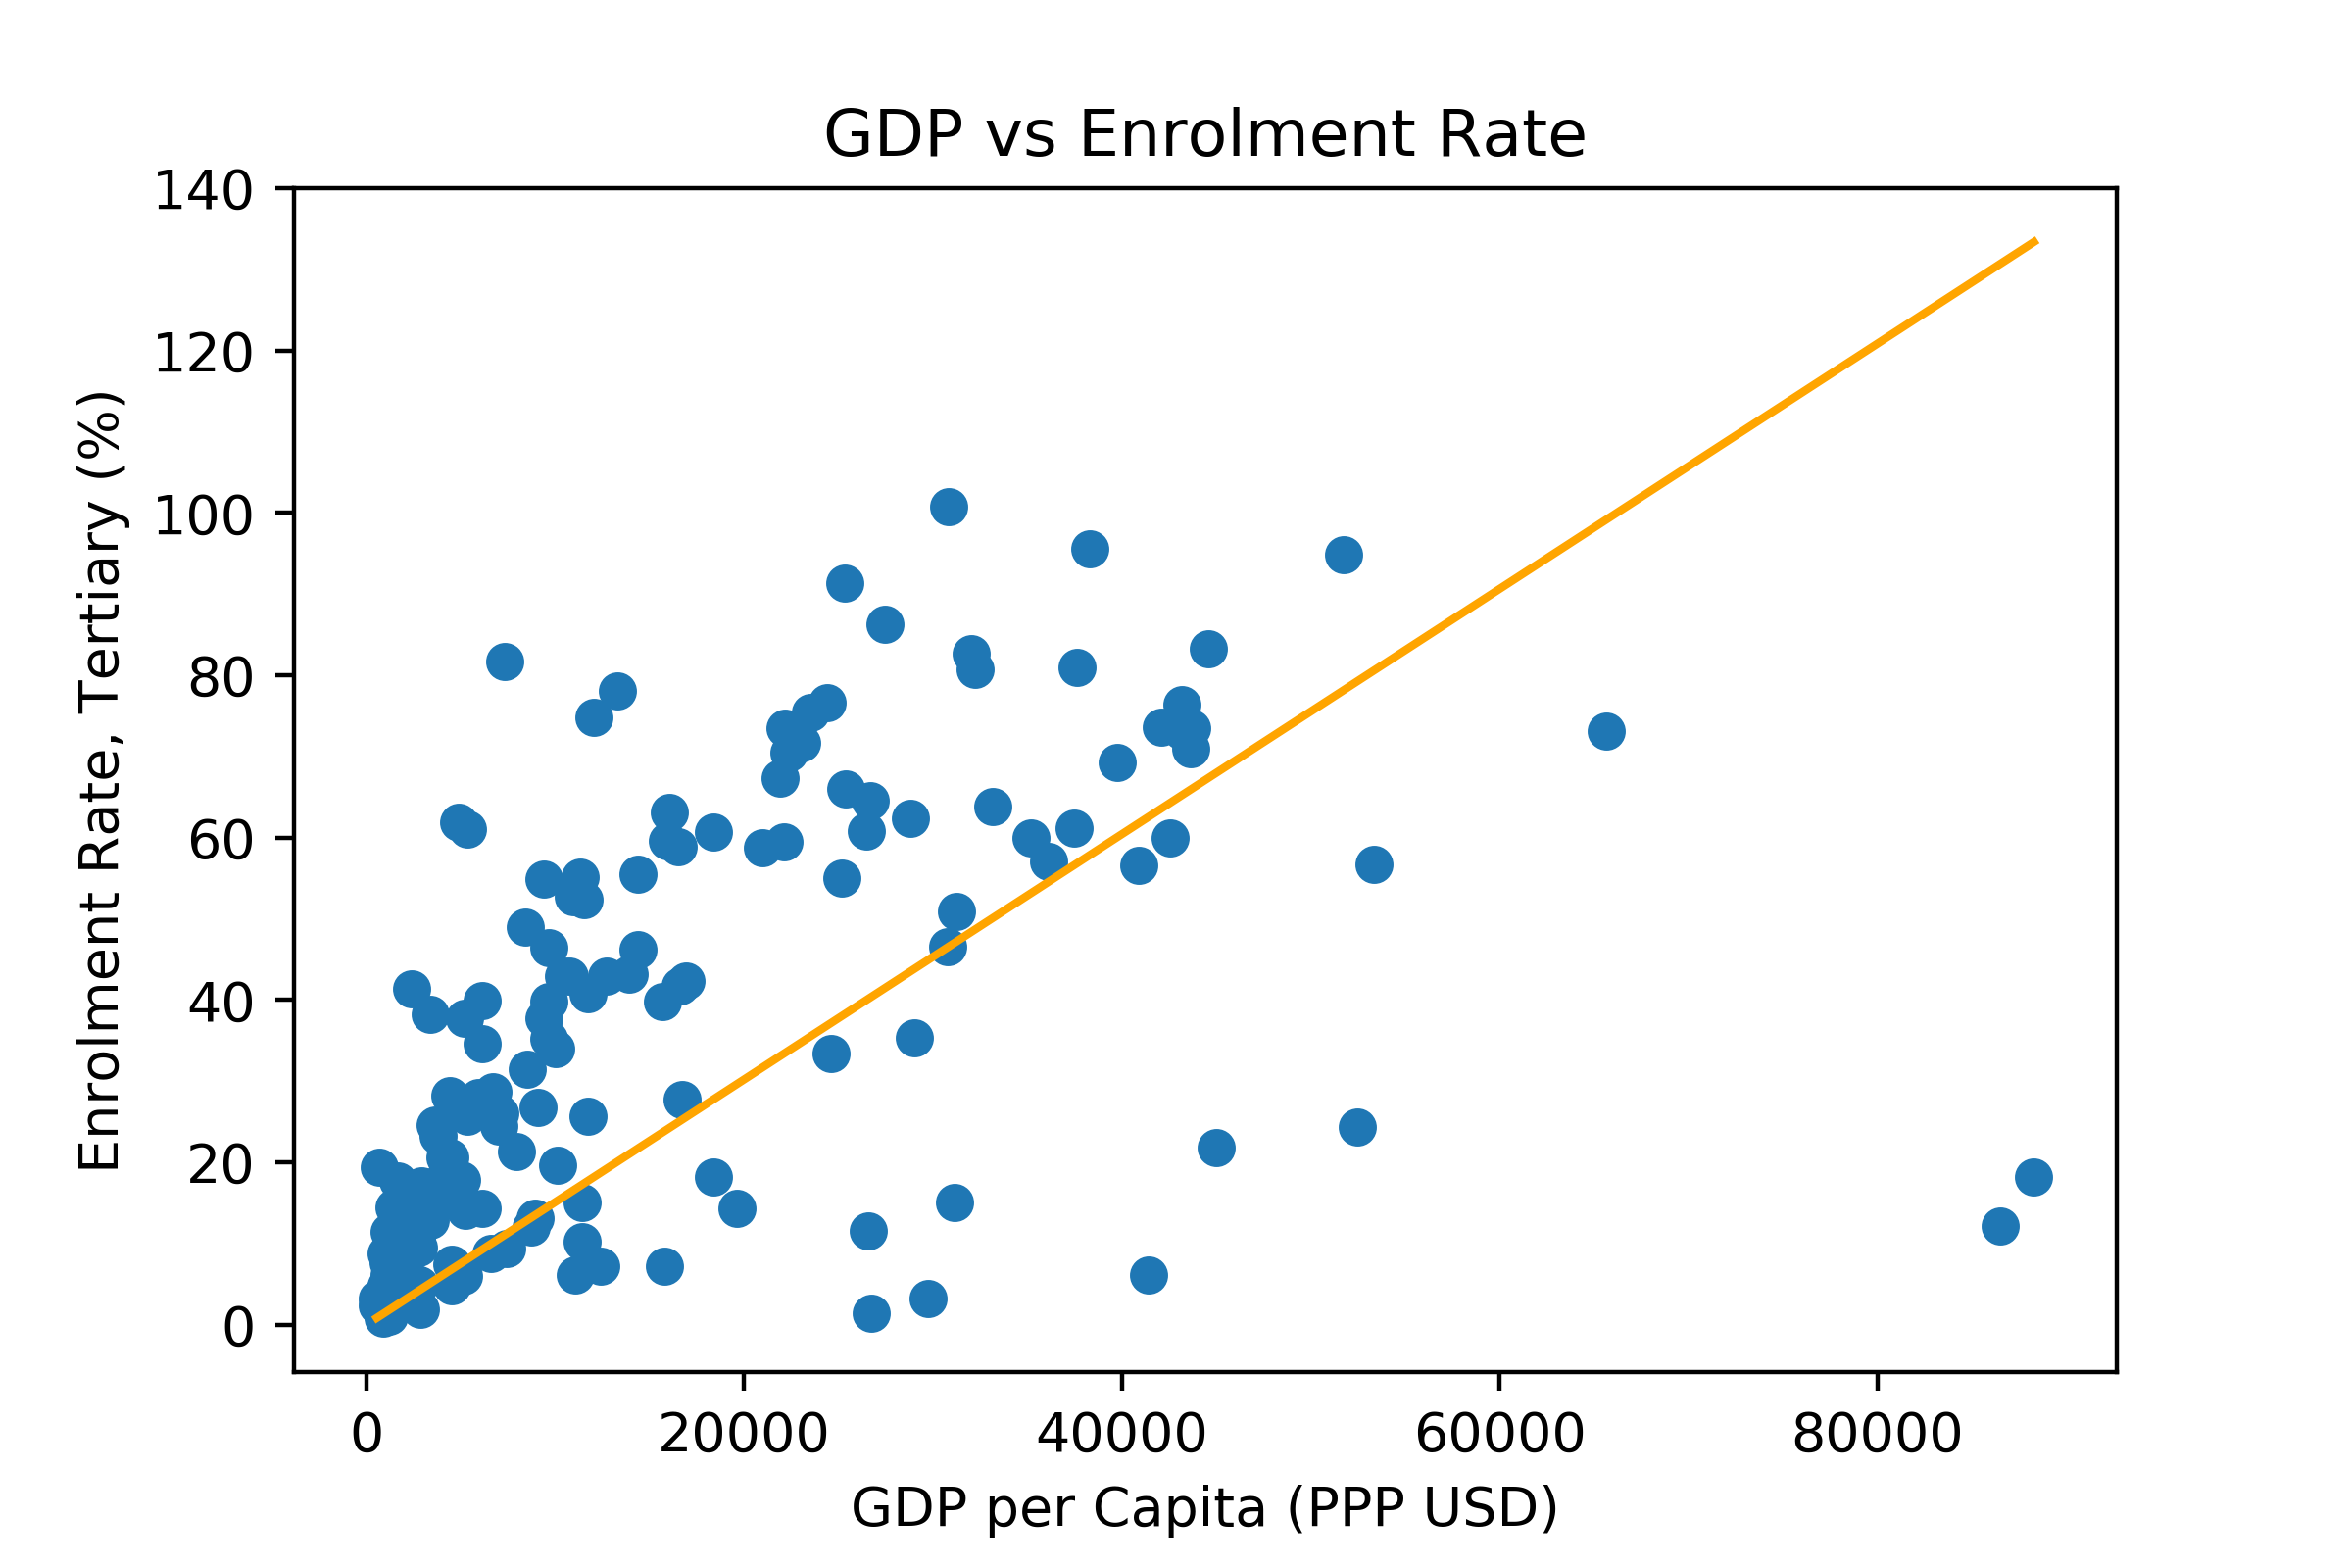 GDP vs Enrolment Rate
140
120
100
80
60
40
20
0
Enrolment Rate, Tertiary (%)
0 20000 40000 60000 80000
GDP per Capita (PPP USD)